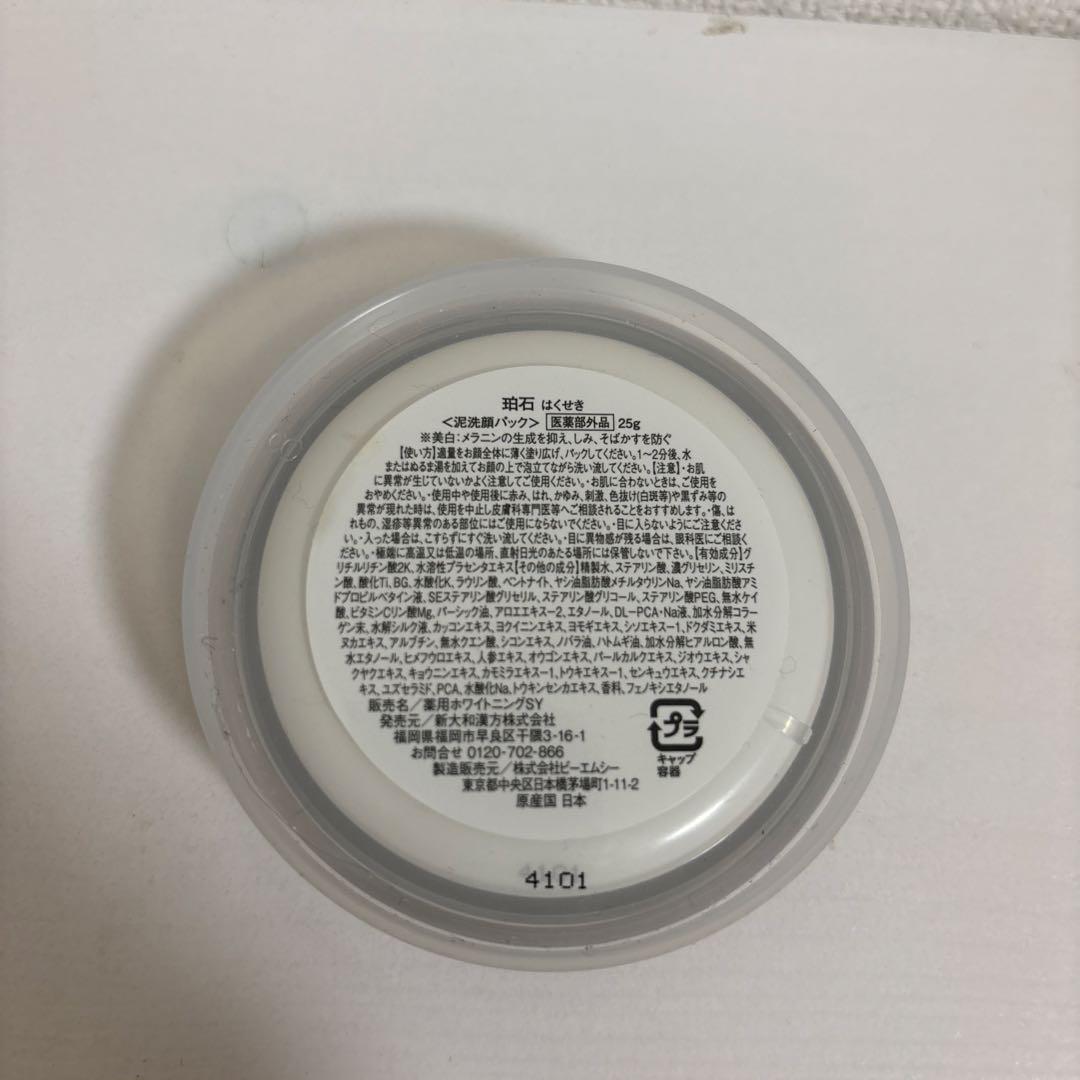 珀石 はくせき
<泥洗顔パック> 医薬部外品 25g
※美白:メラニンの生成を抑え、しみ、そばかすを防ぐ
【使い方】適量をお顔全体に薄く塗り広げ、パックしてください。1〜2分後、水
またはぬるま湯を加えてお顔の上で泡立てながら洗い流してください。【注意】・お肌
に異常が生じていないかよく注意してご使用ください。・お肌に合わないときは、ご使用を
おやめください。・使用中や使用後に赤み、はれ、かゆみ、刺激、色抜け(白斑等)や黒ずみ等の
異常が現れた時は、使用を中止し皮膚科専門医等へご相談されることをおすすめします。・傷、は
れもの、湿疹等異常のある部位にはご使用にならないでください。・目に入らないようにご注意くださ
い。・入った場合は、こすらずにすぐ洗い流してください。・目に異物感が残る場合は、眼科医にご相談く
ださい。・極端に高温又は低温の場所、直射日光のあたる場所には保管しないで下さい。【有効成分】グ
リチルリチン酸2K、水溶性プラセンタエキス【その他の成分】精製水、ステアリン酸、濃グリセリン、ミリスチ
ン酸、酸化Ti、BG、水酸化K、ラウリン酸、ベントナイト、ヤシ油脂肪酸メチルタウリンNa、ヤシ油脂肪酸アミ
ドプロピルベタイン液、SEステアリン酸グリセリル、ステアリン酸グリコール、ステアリン酸PEG、無水ケイ
酸、ビタミンCリン酸Mg、パーシック油、アロエエキス−2、エタノール、DL−PCA・Na液、加水分解コラー
ゲン末、水解シルク液、カッコンエキス、ヨクイニンエキス、ヨモギエキス、シソエキス−1、ドクダミエキス、米
ヌカエキス、アルブチン、無水クエン酸、シコンエキス、ノバラ油、ハトムギ油、加水分解ヒアルロン酸、無
水エタノール、ヒメフウロエキス、人参エキス、オウゴンエキス、パールカルクエキス、ジオウエキス、シャ
クヤクエキス、キョウニンエキス、カモミラエキス−1、トウキエキス−1、センキュウエキス、クチナシエ
キス、ユズセラミド、PCA、水酸化Na、トウキンセンカエキス、香料、フェノキシエタノール
販売名/薬用ホワイトニングSY
発売元/新大和漢方株式会社
福岡県福岡市早良区干隈3-16-1
お問合せ 0120-702-866
製造販売元/株式会社ピーエムシー
東京都中央区日本橋茅場町1-11-2
原産国 日本
プラ
キャップ
容器
4101